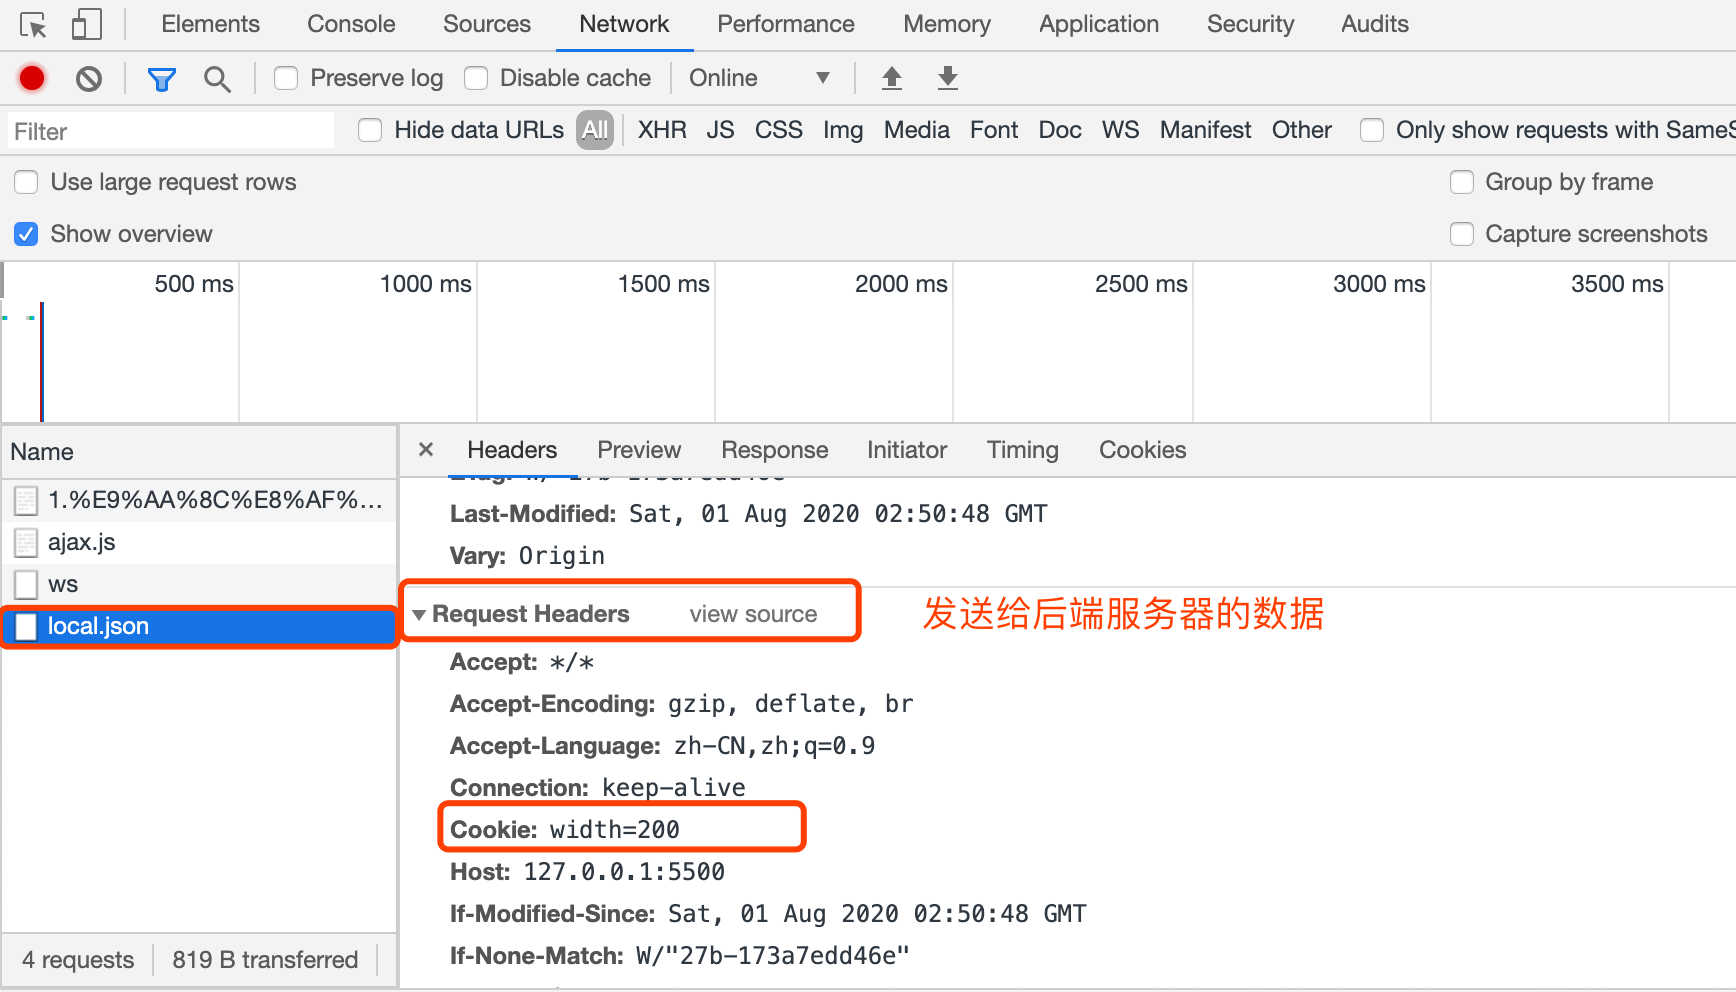 Elements Console Sources Network Performance Memory Application Security Audits
Preserve log Disable cache Online
Filter Hide data URLs All XHR JS CSS Img Media Font Doc WS Manifest Other Only show requests with SameS
Use large request rows Group by frame
Show overview Capture screenshots
500 ms 1000 ms 1500 ms 2000 ms 2500 ms 3000 ms 3500 ms
Name
1.%E9%AA%8C%E8%AF%...
ajax.js
ws
local.json
4 requests 819 B transferred
Headers Preview Response Initiator Timing Cookies
Last-Modified: Sat, 01 Aug 2020 02:50:48 GMT
Vary: Origin
Request Headers view source 发送给后端服务器的数据
Accept: */*
Accept-Encoding: gzip, deflate, br
Accept-Language: zh-CN,zh;q=0.9
Connection: keep-alive
Cookie: width=200
Host: 127.0.0.1:5500
If-Modified-Since: Sat, 01 Aug 2020 02:50:48 GMT
If-None-Match: W/"27b-173a7edd46e"